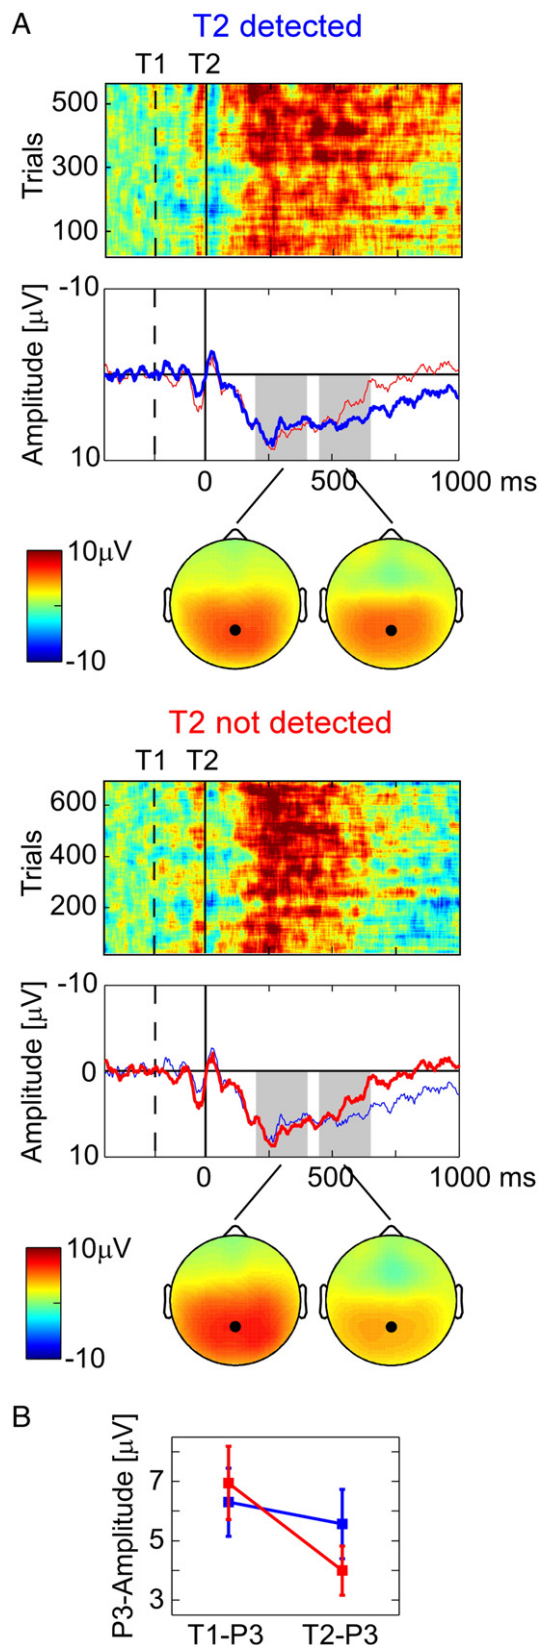 A
T2 detected
T1 T2
500
300
100
Trials
-10
10
Amplitude [µV]
0 500 1000 ms
10µV
-10
T2 not detected
T1 T2
600
400
200
Trials
-10
0
10
Amplitude [µV]
0 500 1000 ms
10µV
-10
B
7
5
3
P3-Amplitude [µV]
T1-P3 T2-P3